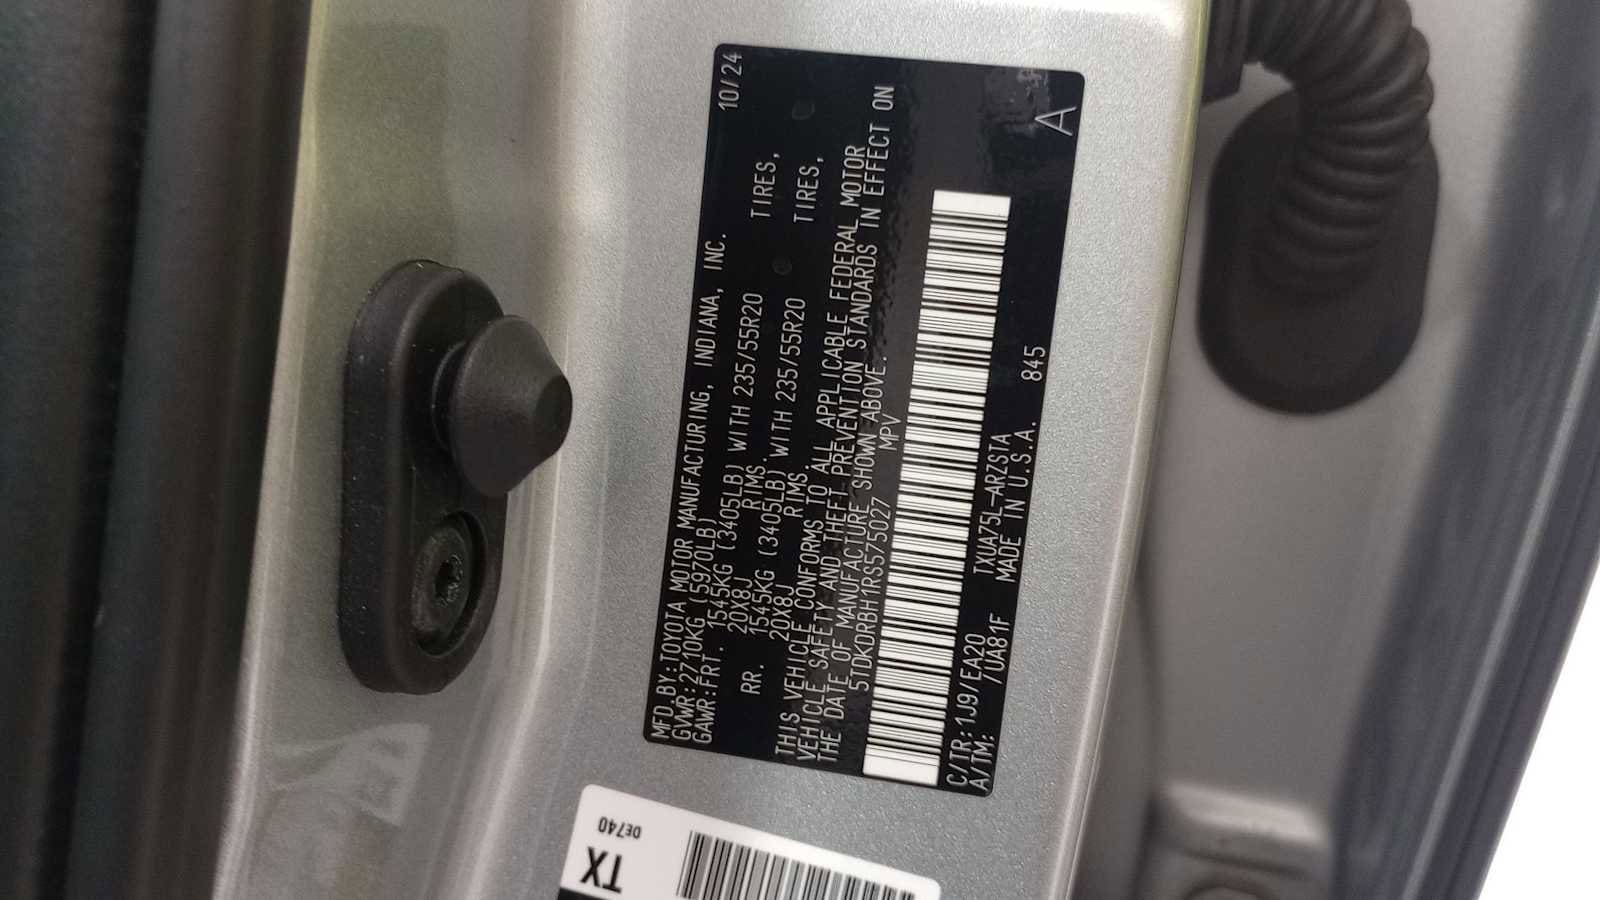 MFD.BY:TOYOTA MOTOR MANUFACTURING, INDIANA, INC. 10/24
GVWR:2710KG (5970LB)
GAWR:FRT. 1545KG (3405LB) WITH 235/55R20 TIRES,
20X8J RIMS
RR. 1545KG (3405LB) WITH 235/55R20 TIRES,
20X8J RIMS.
THIS VEHICLE CONFORMS TO ALL APPLICABLE FEDERAL MOTOR
VEHICLE SAFETY AND THEFT PREVENTION STANDARDS IN EFFECT ON
THE DATE OF MANUFACTURE SHOWN ABOVE.
5TDKDRBH1RS575027 MPV
A
C/TR:1J9/EA20 TXUA75L-ARZSTA 845
A/TM: /UA81F MADE IN U.S.A.
DE740
TX